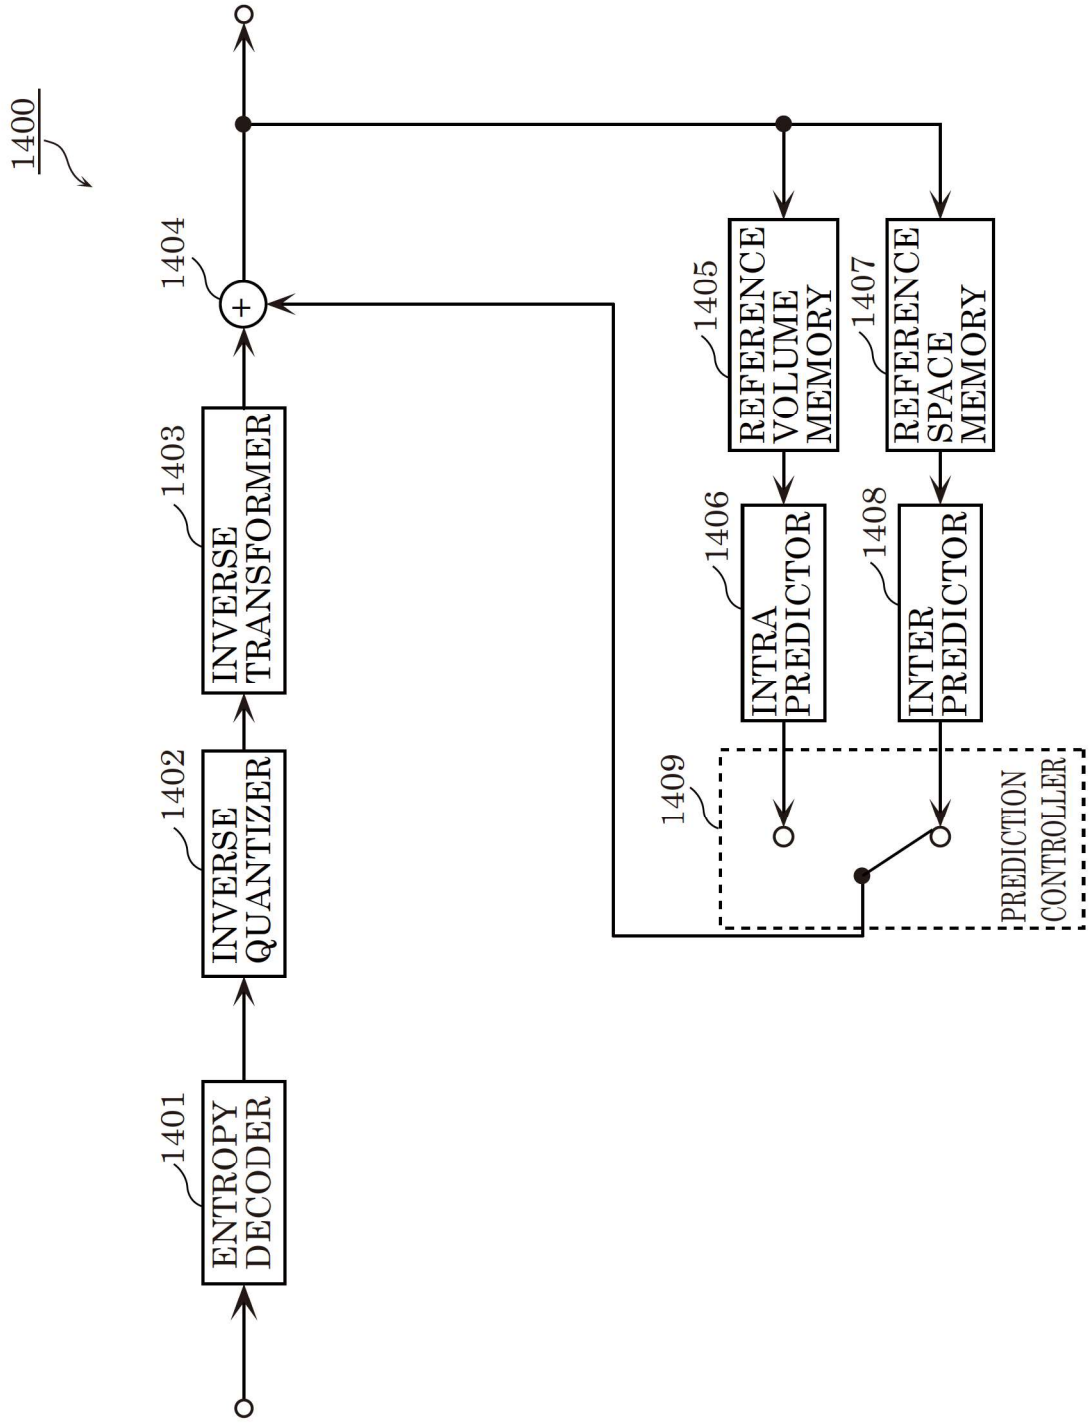 1400
1401
ENTROPY
DECODER
1402
INVERSE
QUANTIZER
1403
INVERSE
TRANSFORMER
1404
+
1409
PREDICTION
CONTROLLER
1406
INTRA
PREDICTOR
1405
REFERENCE
VOLUME
MEMORY
1408
INTER
PREDICTOR
1407
REFERENCE
SPACE
MEMORY